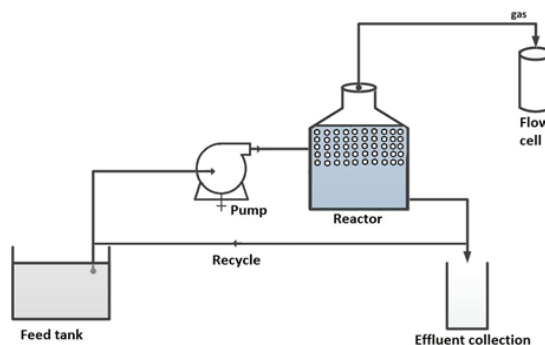 gas
Flow
cell
Pump
Reactor
Recycle
Feed tank
Effluent collection